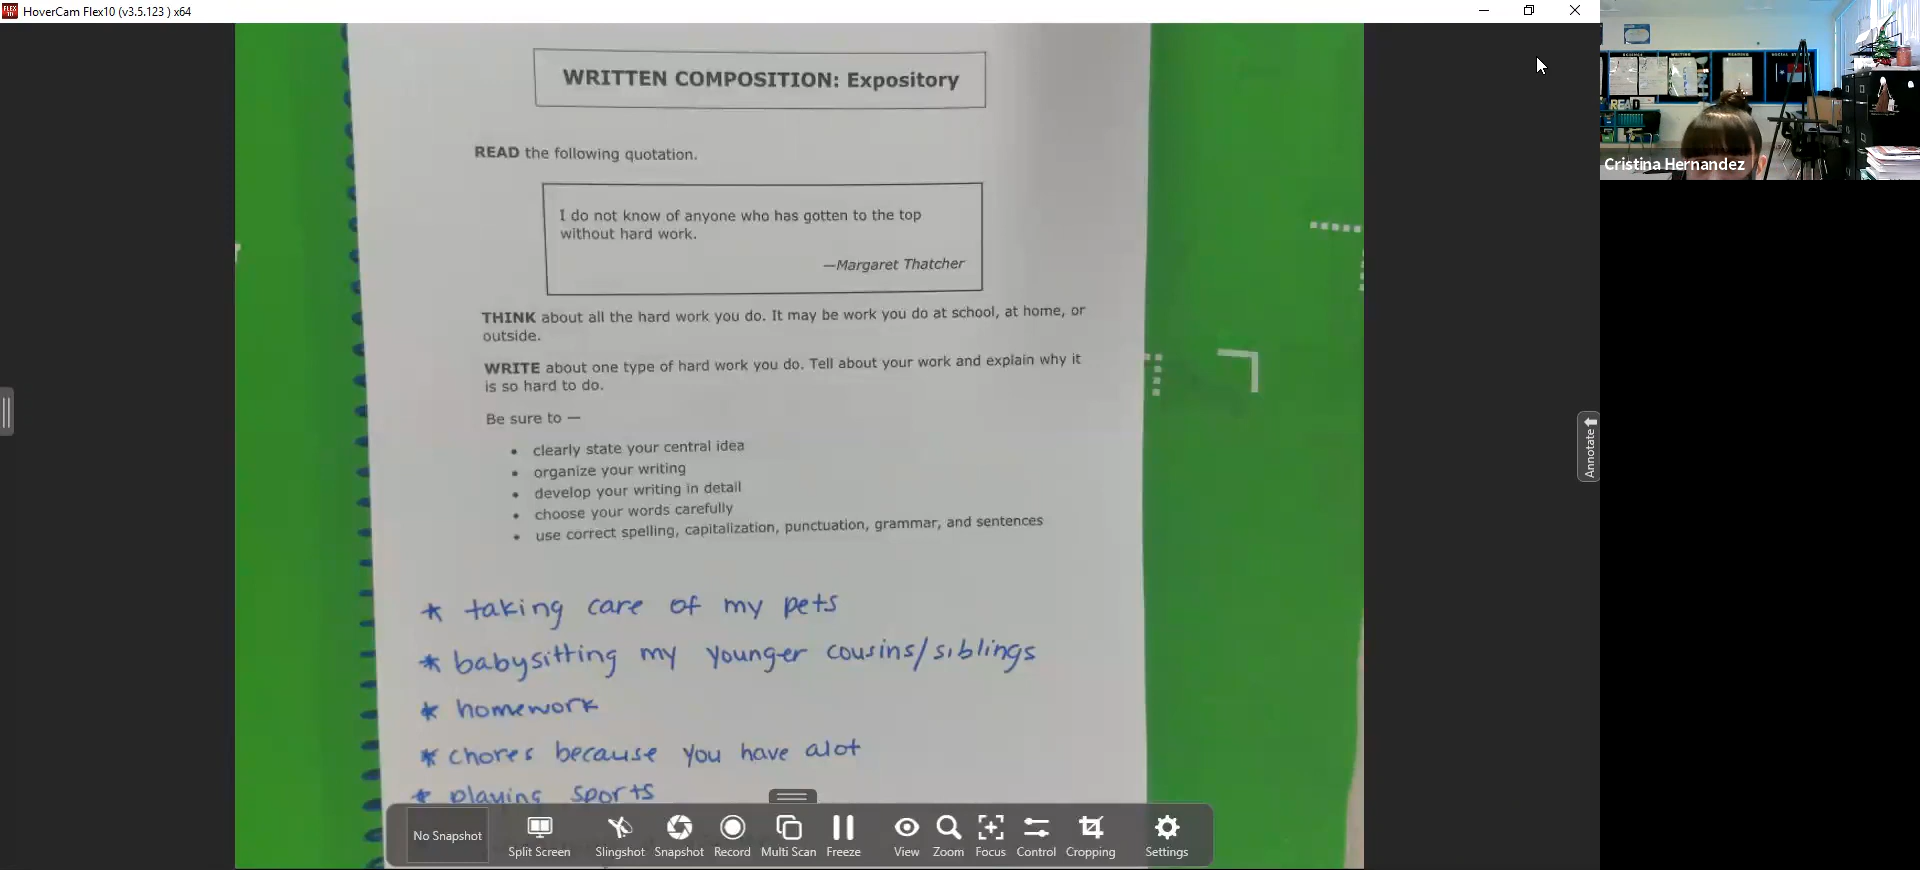 HoverCam Flex10 (v3.5.123 ) x64
WRITTEN COMPOSITION: Expository
READ the following quotation.
I do not know of anyone who has gotten to the top
without hard work.
—Margaret Thatcher
THINK about all the hard work you do. It may be work you do at school, at home, or
outside.
WRITE about one type of hard work you do. Tell about your work and explain why it
is so hard to do.
Be sure to —
• clearly state your central idea
• organize your writing
• develop your writing in detail
• choose your words carefully
• use correct spelling, capitalization, punctuation, grammar, and sentences
* taking care of my pets
* babysitting my younger cousins/siblings
* homework
* chores because you have alot
* playing sports
No Snapshot
Split Screen
Slingshot
Snapshot
Record
Multi Scan
Freeze
View
Zoom
Focus
Control
Cropping
Settings
Annotate
READ
Cristina Hernandez